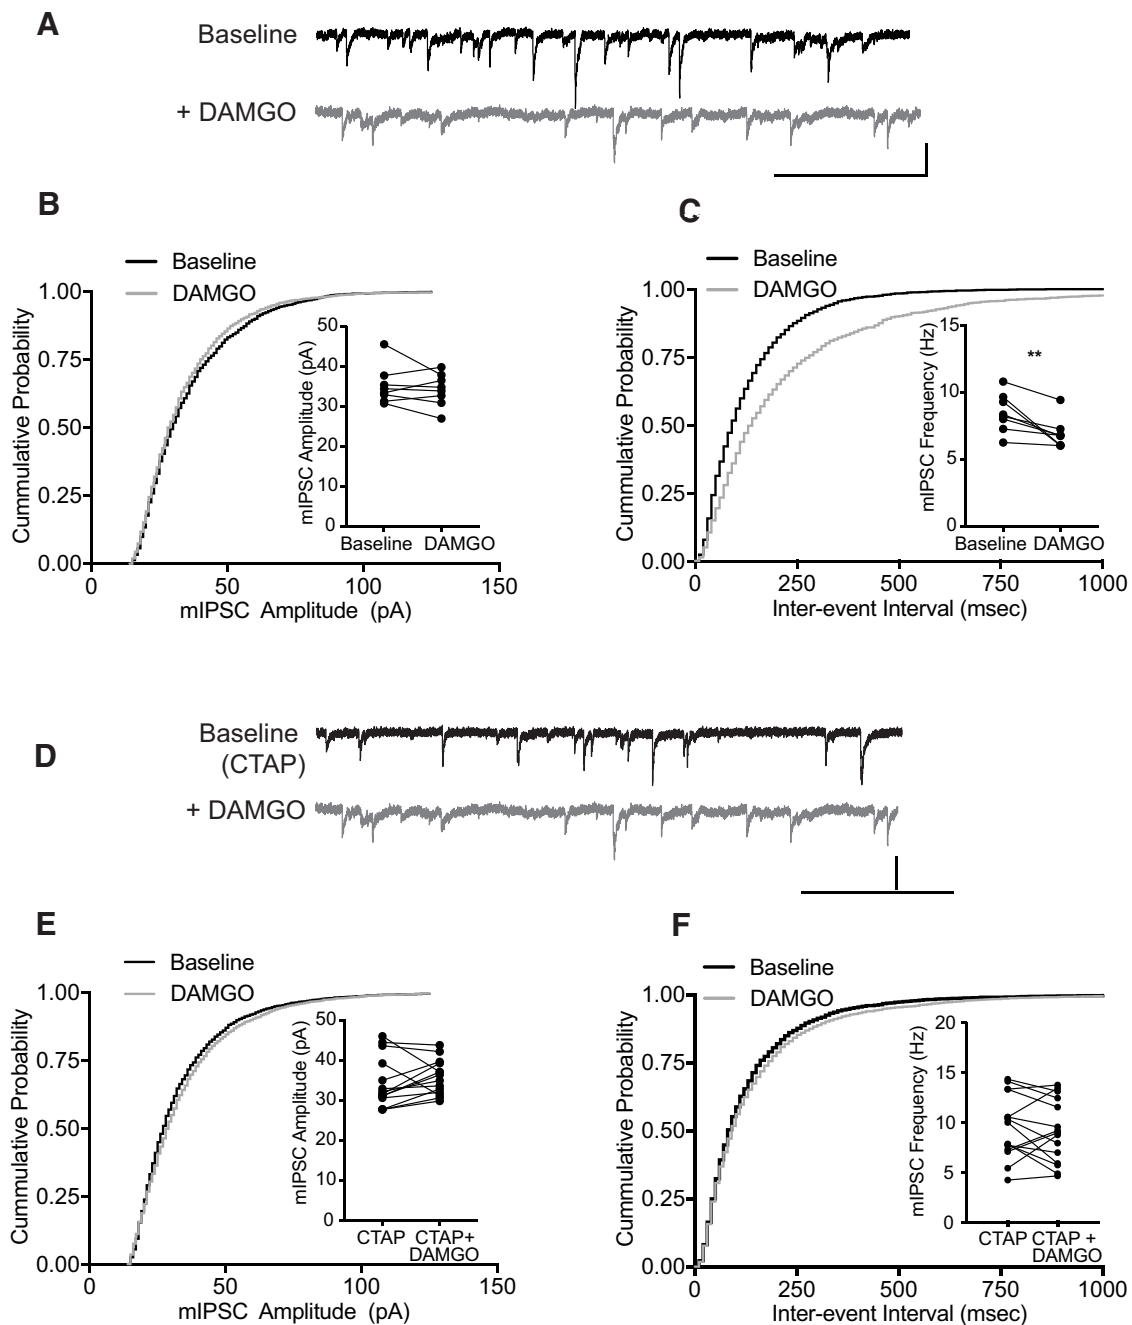 A
Baseline
+ DAMGO
B
Baseline
DAMGO
1.00
0.75
0.50
0.25
0.00
Cummulative Probability
0
50
100
150
mIPSC Amplitude (pA)
50
40
30
20
10
0
mIPSC Amplitude (pA)
Baseline
DAMGO
C
Baseline
DAMGO
1.00
0.75
0.50
0.25
0.00
Cummulative Probability
0
250
500
750
1000
Inter-event Interval (msec)
15
10
5
0
mIPSC Frequency (Hz)
**
Baseline
DAMGO
D
Baseline
(CTAP)
+ DAMGO
E
Baseline
DAMGO
1.00
0.75
0.50
0.25
0.00
Cummulative Probability
0
50
100
150
mIPSC Amplitude (pA)
50
40
30
20
10
0
mIPSC Amplitude (pA)
CTAP
CTAP+
DAMGO
F
Baseline
DAMGO
1.00
0.75
0.50
0.25
0.00
Cummulative Probability
0
250
500
750
1000
Inter-event Interval (msec)
20
15
10
5
0
mIPSC Frequency (Hz)
CTAP
CTAP +
DAMGO